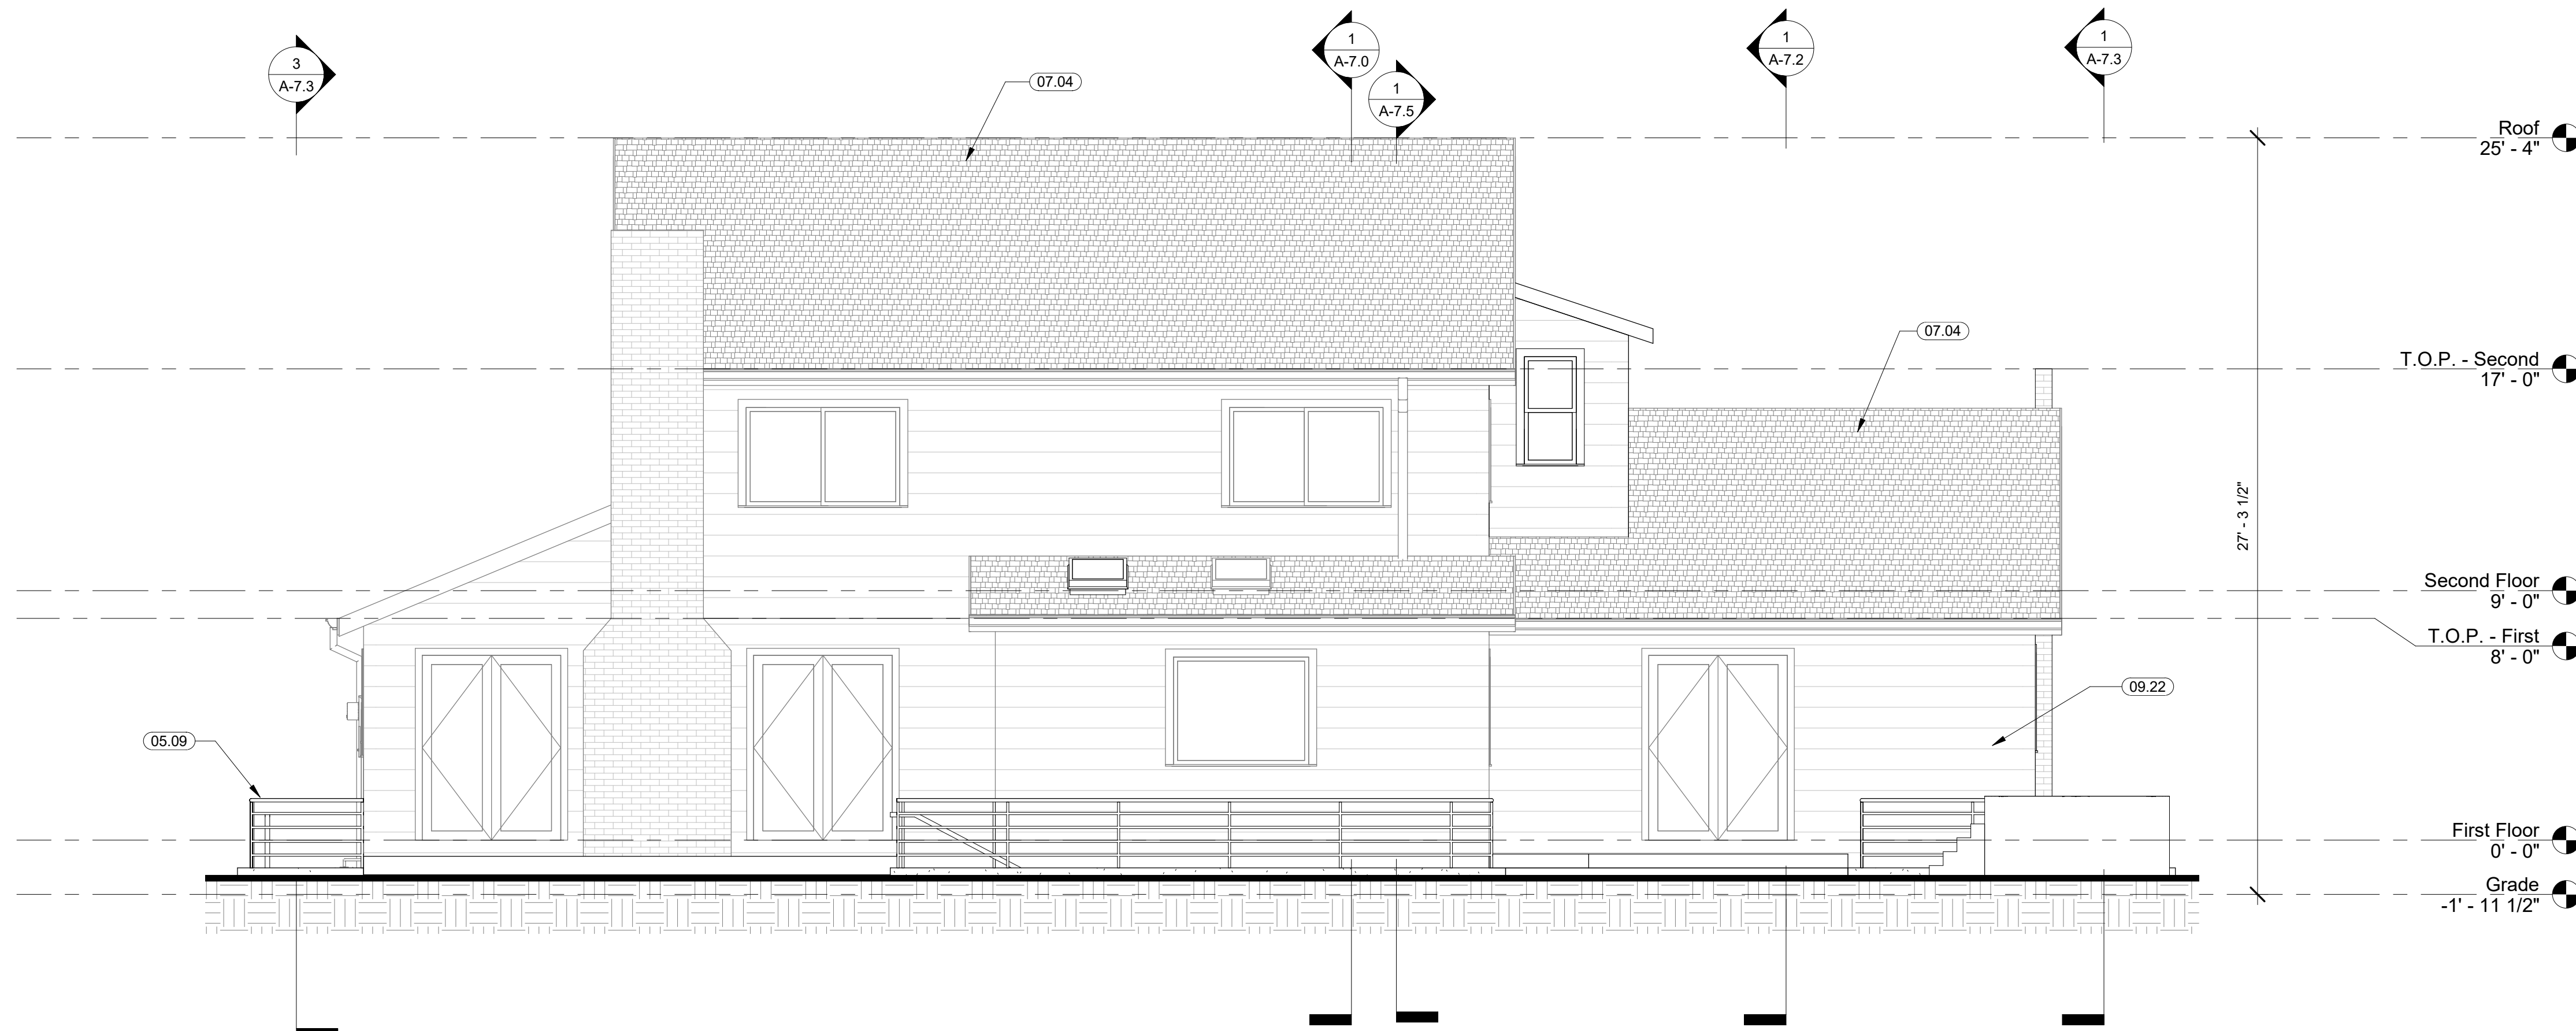 3
A-7.3
1
A-7.0
1
A-7.5
1
A-7.2
1
A-7.3
07.04
07.04
05.09
09.22
27' - 3 1/2"
Roof
25' - 4"
T.O.P. - Second
17' - 0"
Second Floor
9' - 0"
T.O.P. - First
8' - 0"
First Floor
0' - 0"
Grade
-1' - 11 1/2"